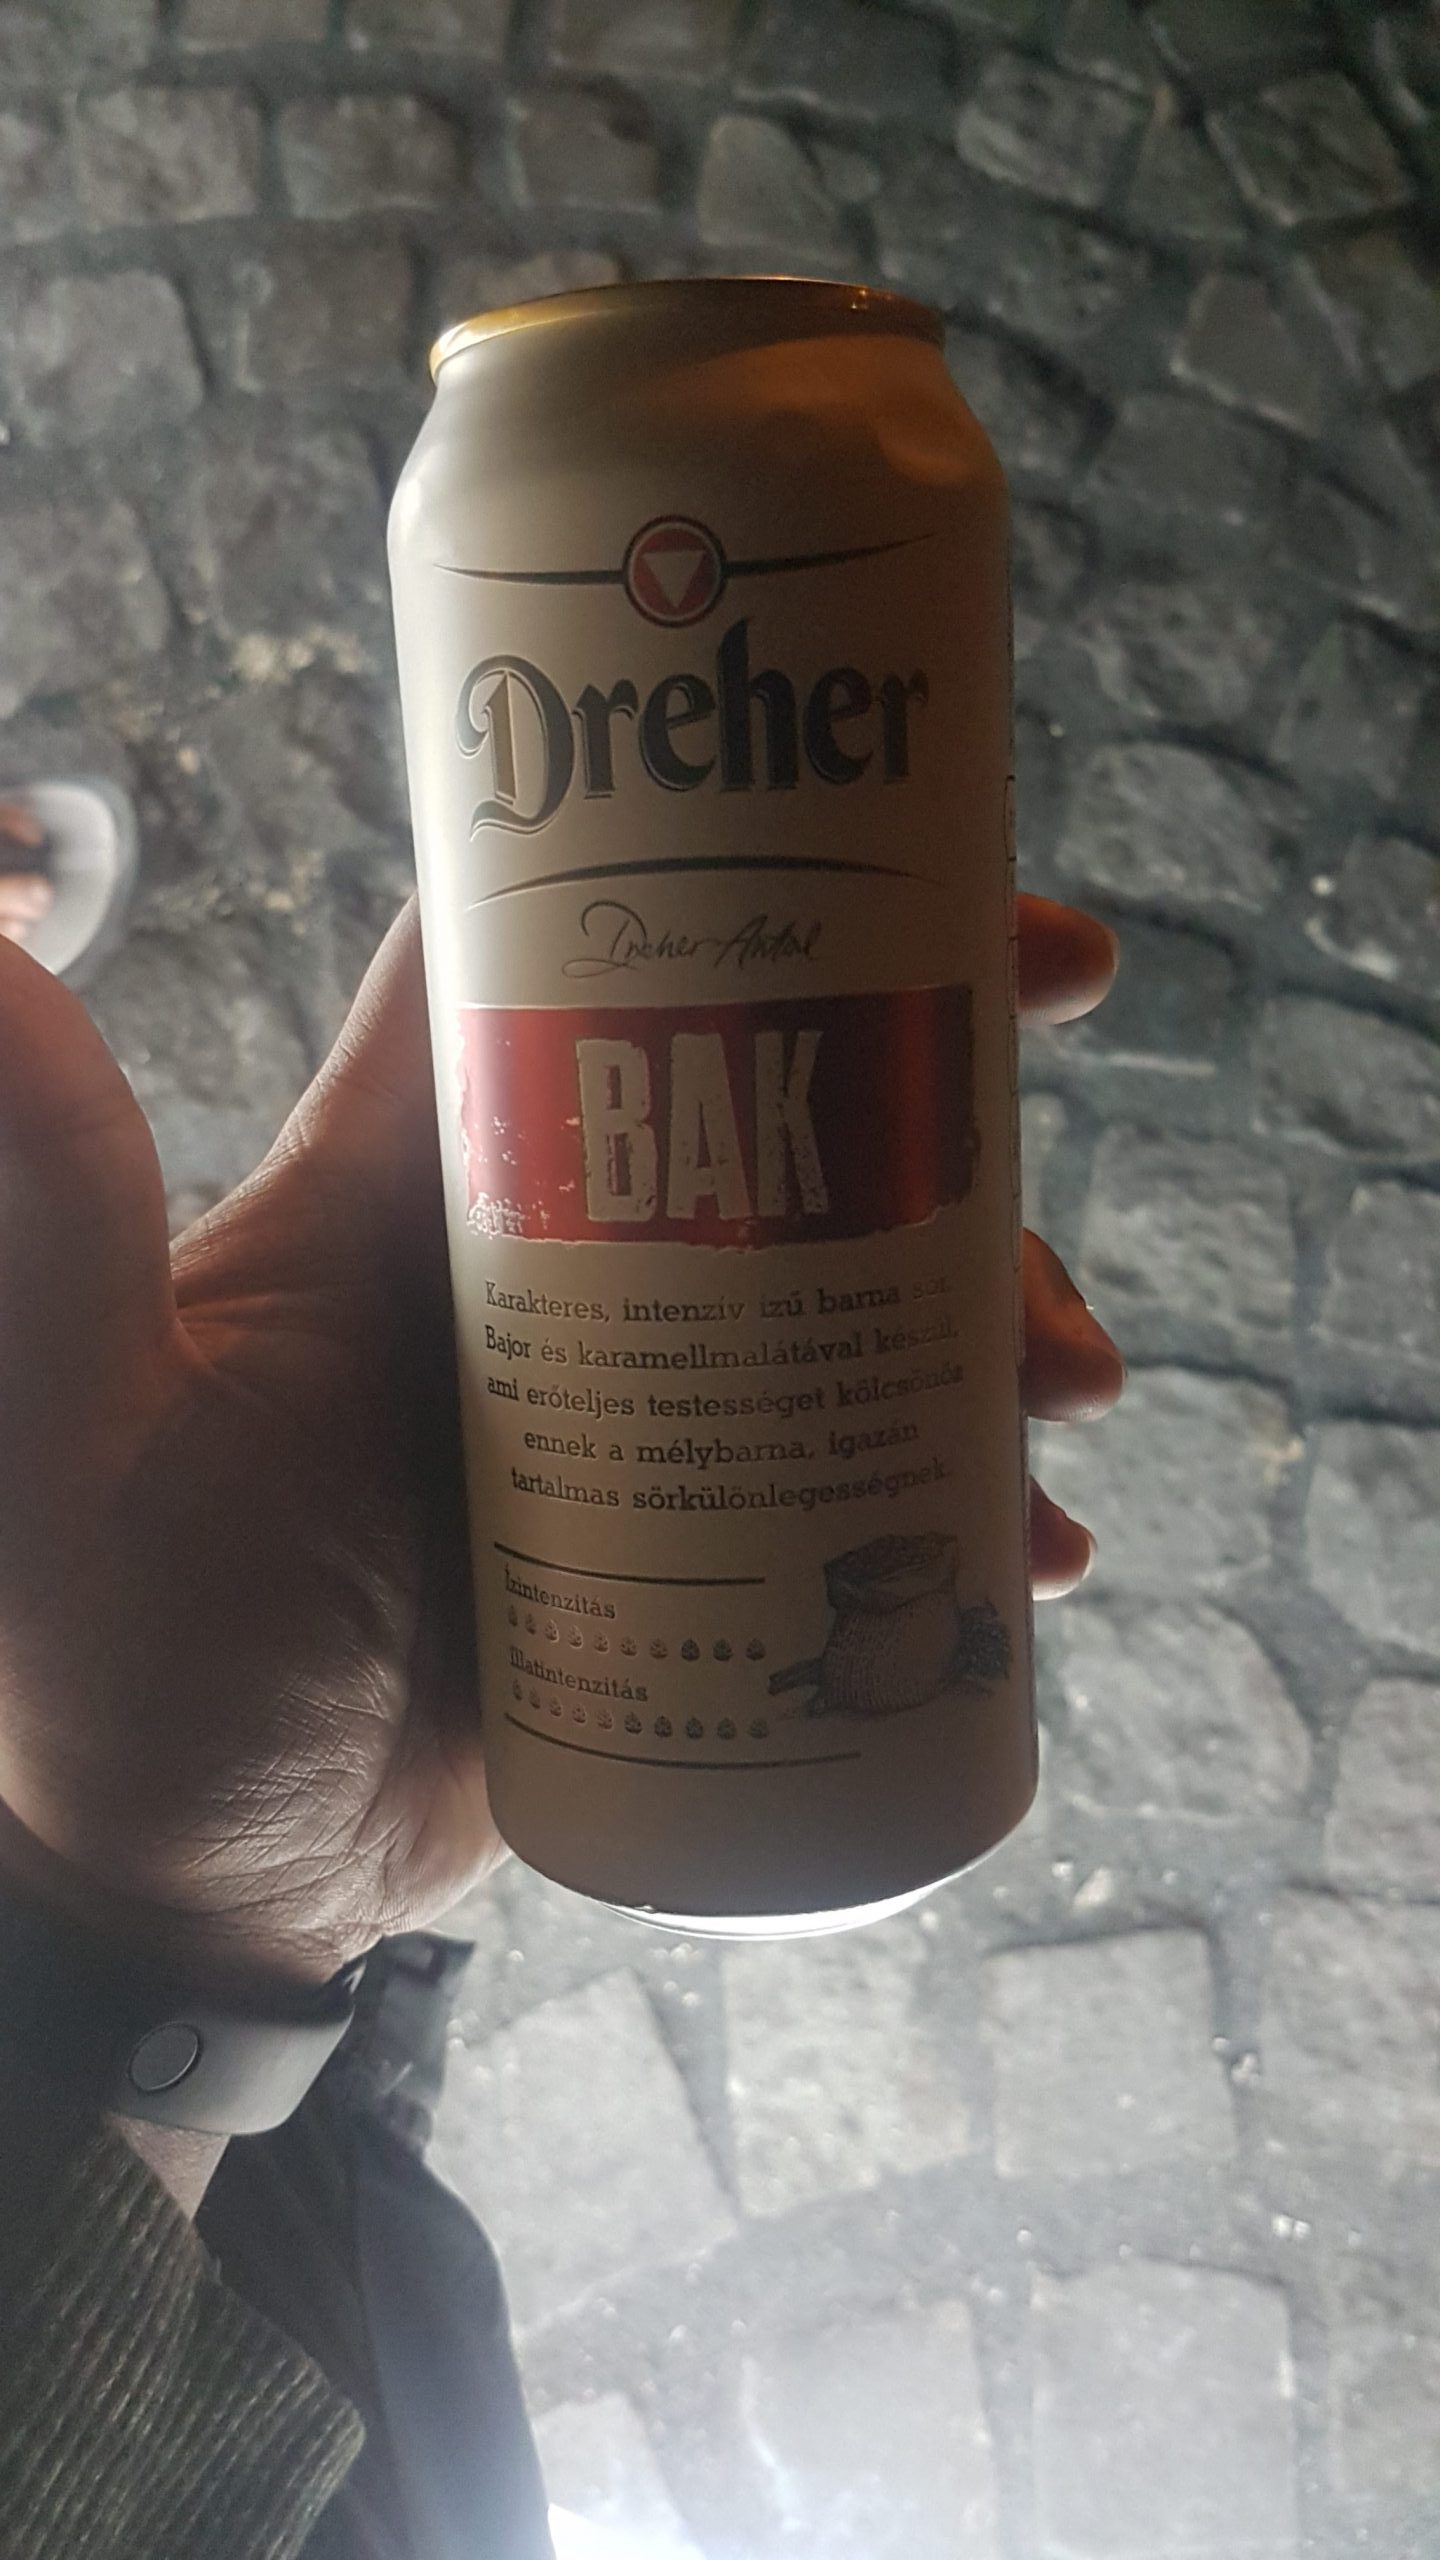 Dreher
Dreher Antal
BAK
Karakteres, intenzív ízű barna sör.
Bajor és karamellmalátával készül,
ami erőteljes testességet kölcsönöz
ennek a mélybarna, igazán
tartalmas sörkülönlegességnek.
Ízintenzitás
Illatintenzitás